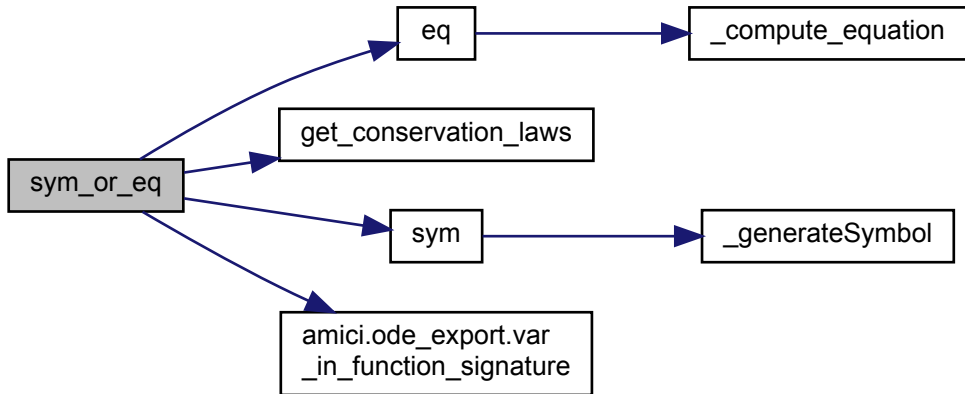 eq
_compute_equation
get_conservation_laws
sym_or_eq
sym
_generateSymbol
amici.ode_export.var
_in_function_signature